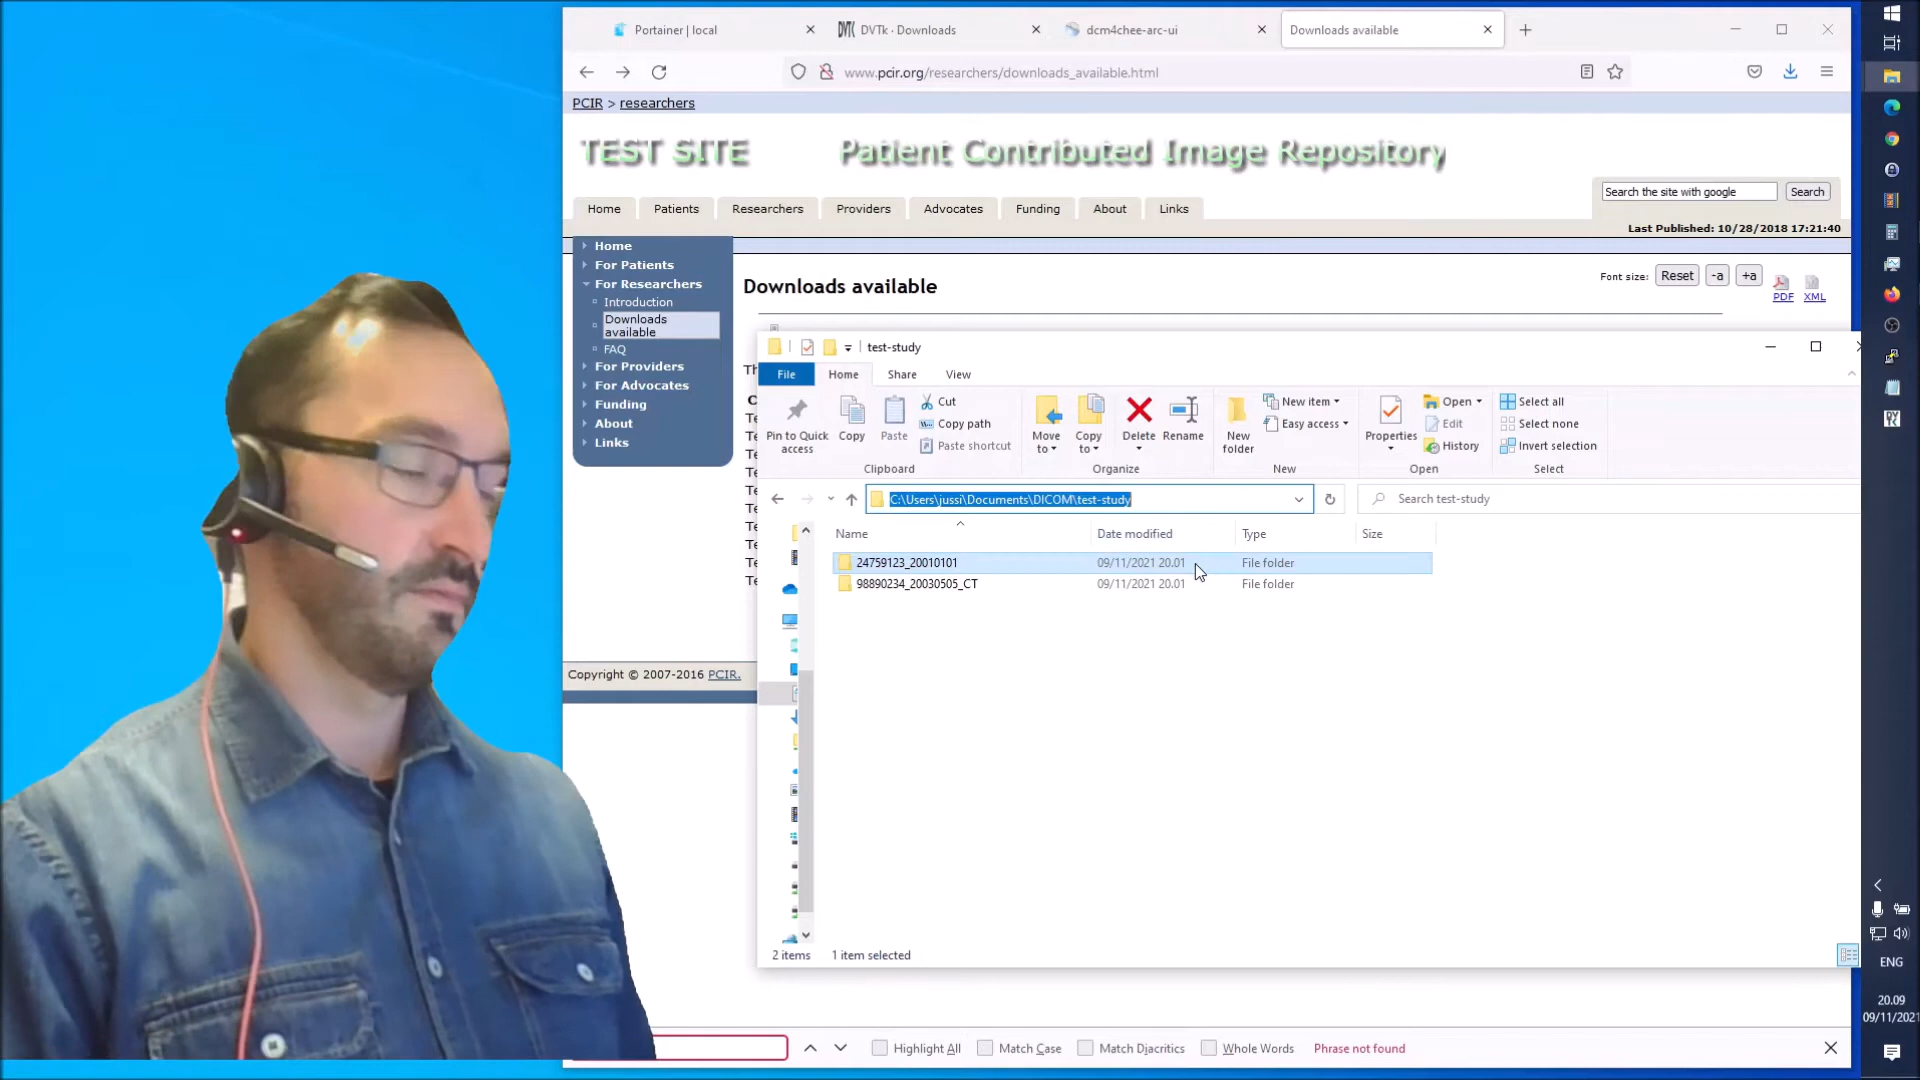 Portainer | local
DVTk · Downloads
dcm4chee-arc-ui
Downloads available
www.pcir.org/researchers/downloads_available.html
PCIR > researchers
TEST SITE Patient Contributed Image Repository
Search the site with google Search
Home Patients Researchers Providers Advocates Funding About Links
Last Published: 10/28/2018 17:21:40
Home
For Patients
For Researchers
Introduction
Downloads available
FAQ
For Providers
For Advocates
Funding
About
Links
Downloads available
Font size: Reset -a +a
PDF XML
test-study
File Home Share View
Pin to Quick access
Copy
Paste
Cut
Copy path
Paste shortcut
Clipboard
Move to
Copy to
Delete
Rename
Organize
New folder
New item
Easy access
New
Properties
Open
Edit
History
Open
Select all
Select none
Invert selection
Select
C:\Users\jussi\Documents\DICOM\test-study
Search test-study
Name Date modified Type Size
24759123_20010101 09/11/2021 20.01 File folder
98890234_20030505_CT 09/11/2021 20.01 File folder
2 items 1 item selected
Copyright © 2007-2016 PCIR.
Highlight All Match Case Match Diacritics Whole Words Phrase not found
ENG
20.09
09/11/2021